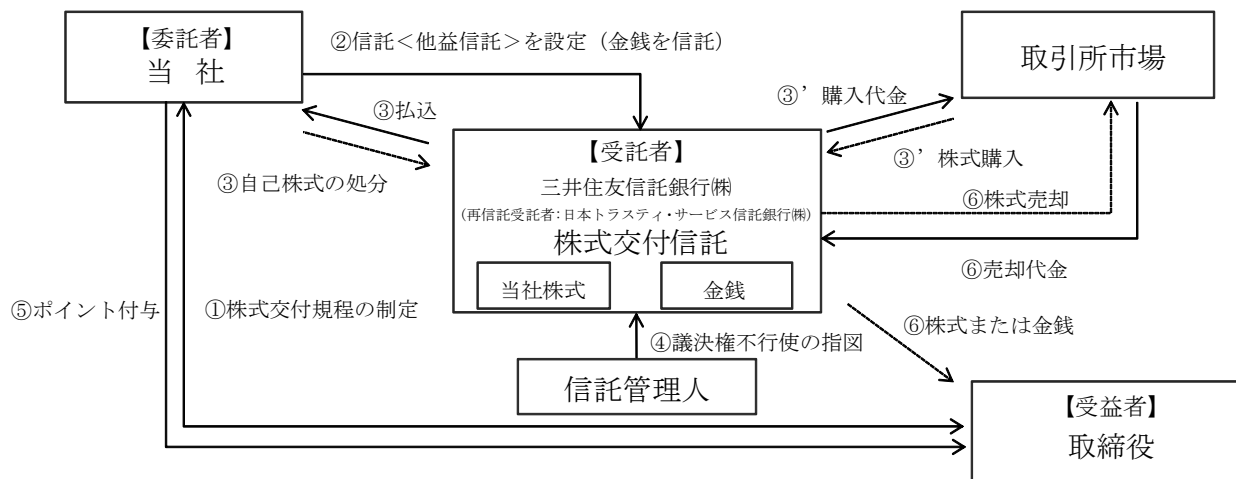 【委託者】
当 社
②信託＜他益信託＞を設定（金銭を信託）
取引所市場
③払込
③’購入代金
【受託者】
③’株式購入
③自己株式の処分
三井住友信託銀行㈱
(再信託受託者：日本トラスティ・サービス信託銀行㈱)
⑥株式売却
株式交付信託
当社株式
金銭
⑥売却代金
⑤ポイント付与
①株式交付規程の制定
⑥株式または金銭
④議決権不行使の指図
信託管理人
【受益者】
取締役